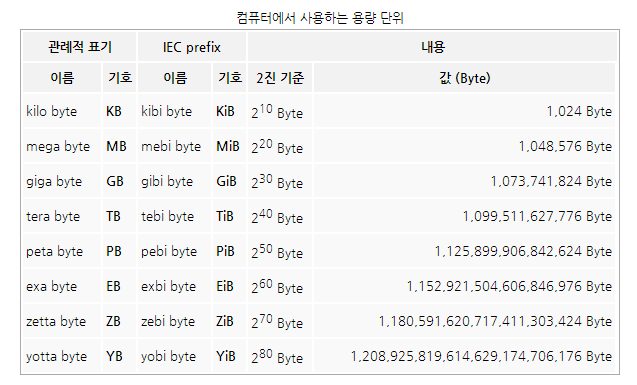 컴퓨터에서 사용하는 용량 단위
관례적 표기 IEC prefix 내용
이름 기호 이름 기호 2진 기준 값 (Byte)
kilo byte KB kibi byte KiB 2^10 Byte 1,024 Byte
mega byte MB mebi byte MiB 2^20 Byte 1,048,576 Byte
giga byte GB gibi byte GiB 2^30 Byte 1,073,741,824 Byte
tera byte TB tebi byte TiB 2^40 Byte 1,099,511,627,776 Byte
peta byte PB pebi byte PiB 2^50 Byte 1,125,899,906,842,624 Byte
exa byte EB exbi byte EiB 2^60 Byte 1,152,921,504,606,846,976 Byte
zetta byte ZB zebi byte ZiB 2^70 Byte 1,180,591,620,717,411,303,424 Byte
yotta byte YB yobi byte YiB 2^80 Byte 1,208,925,819,614,629,174,706,176 Byte